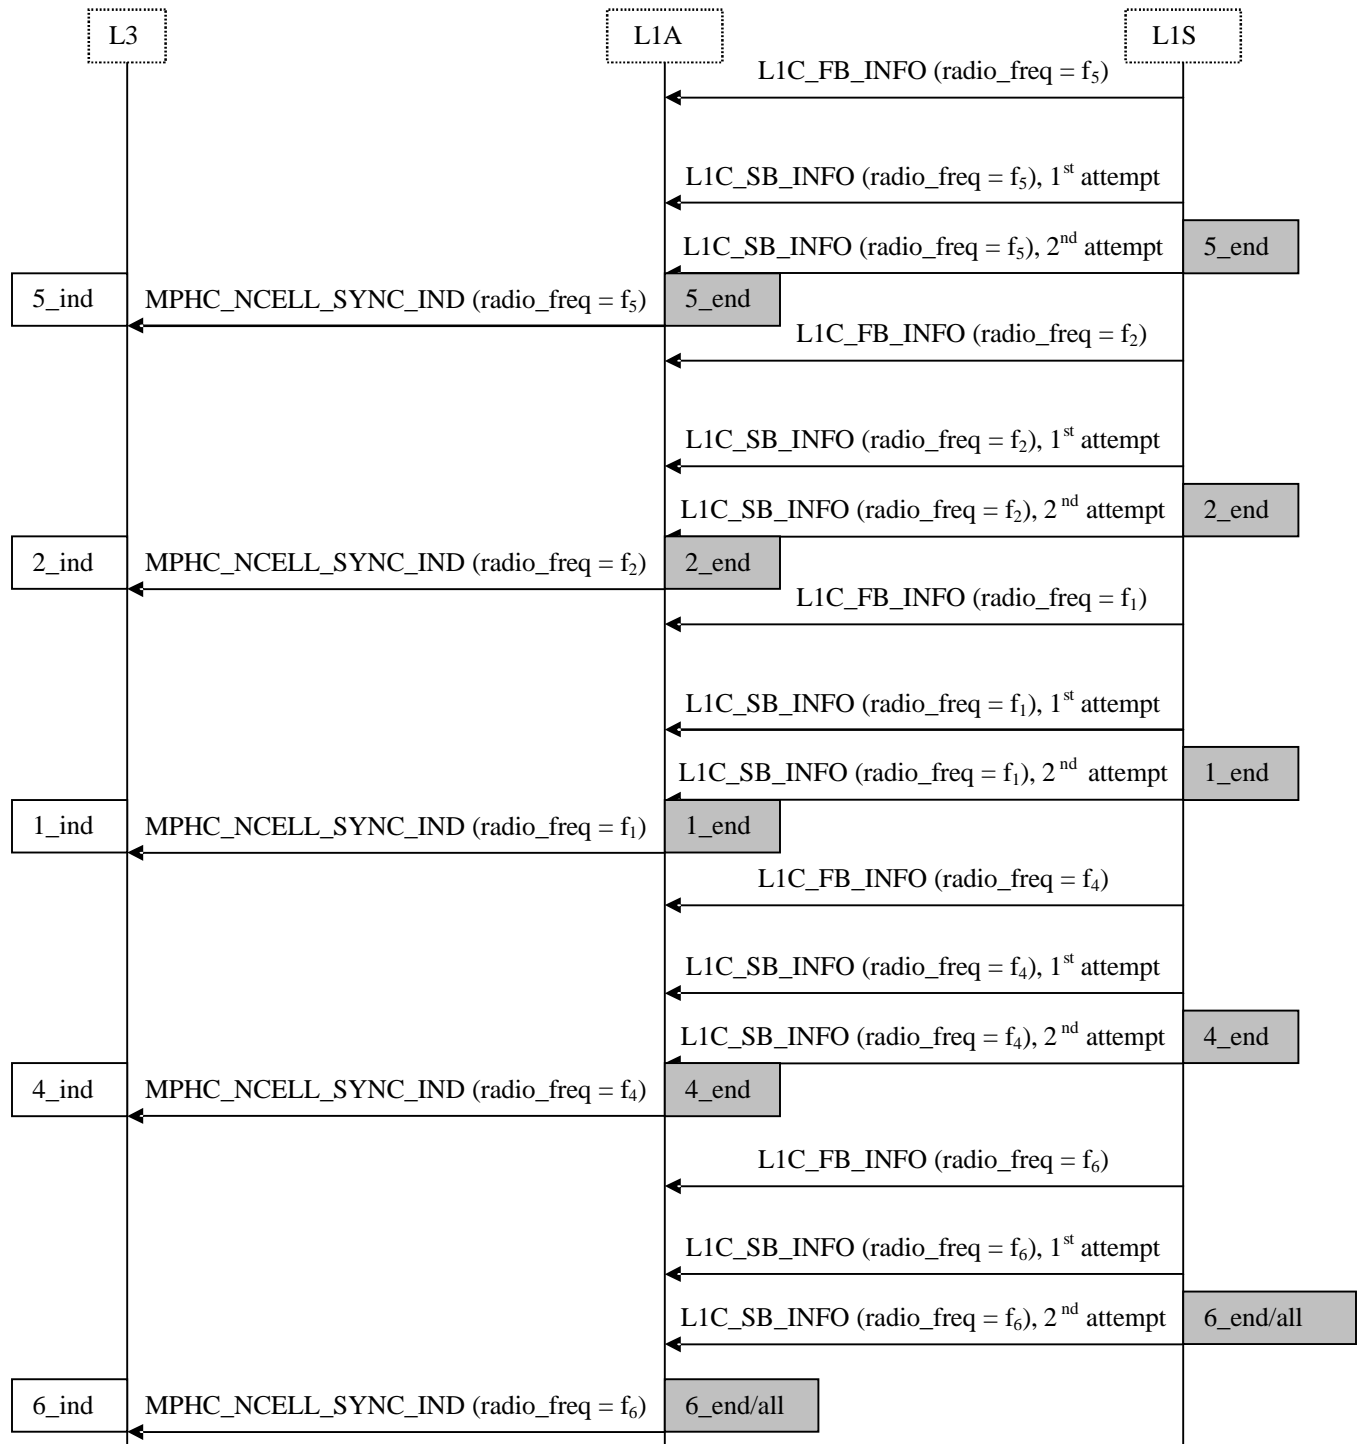 L3 L1A L1S
L1C_FB_INFO (radio_freq = f₅)
L1C_SB_INFO (radio_freq = f₅), 1ˢᵗ attempt
L1C_SB_INFO (radio_freq = f₅), 2ⁿᵈ attempt 5_end
5_ind MPHC_NCELL_SYNC_IND (radio_freq = f₅) 5_end
L1C_FB_INFO (radio_freq = f₂)
L1C_SB_INFO (radio_freq = f₂), 1ˢᵗ attempt
L1C_SB_INFO (radio_freq = f₂), 2ⁿᵈ attempt 2_end
2_ind MPHC_NCELL_SYNC_IND (radio_freq = f₂) 2_end
L1C_FB_INFO (radio_freq = f₁)
L1C_SB_INFO (radio_freq = f₁), 1ˢᵗ attempt
L1C_SB_INFO (radio_freq = f₁), 2ⁿᵈ attempt 1_end
1_ind MPHC_NCELL_SYNC_IND (radio_freq = f₁) 1_end
L1C_FB_INFO (radio_freq = f₄)
L1C_SB_INFO (radio_freq = f₄), 1ˢᵗ attempt
L1C_SB_INFO (radio_freq = f₄), 2ⁿᵈ attempt 4_end
4_ind MPHC_NCELL_SYNC_IND (radio_freq = f₄) 4_end
L1C_FB_INFO (radio_freq = f₆)
L1C_SB_INFO (radio_freq = f₆), 1ˢᵗ attempt
L1C_SB_INFO (radio_freq = f₆), 2ⁿᵈ attempt 6_end/all
6_ind MPHC_NCELL_SYNC_IND (radio_freq = f₆) 6_end/all